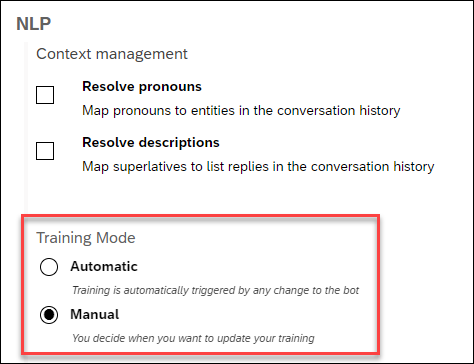 NLP
Context management
Resolve pronouns
Map pronouns to entities in the conversation history
Resolve descriptions
Map superlatives to list replies in the conversation history
Training Mode
Automatic
Training is automatically triggered by any change to the bot
Manual
You decide when you want to update your training